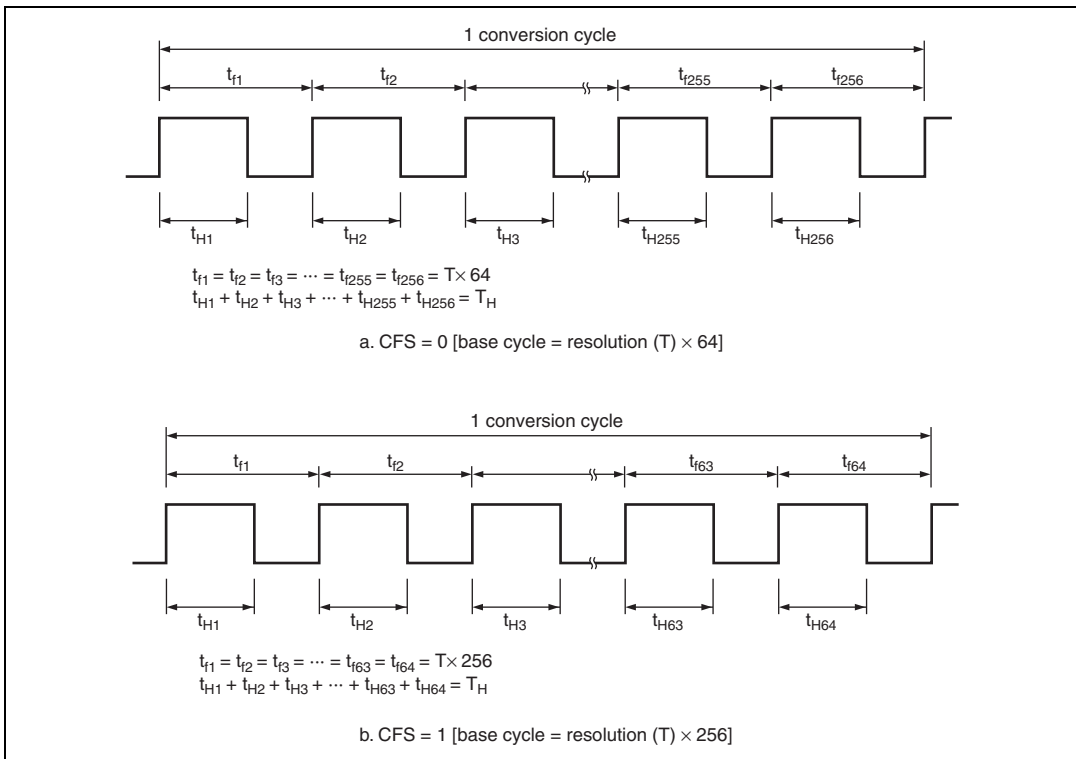 1 conversion cycle
tf1 tf2 tf255 tf256
tH1 tH2 tH3 tH255 tH256
tf1 = tf2 = tf3 = ··· = tf255 = tf256 = T× 64
tH1 + tH2 + tH3 + ··· + tH255 + tH256 = TH
a. CFS = 0 [base cycle = resolution (T) × 64]
1 conversion cycle
tf1 tf2 tf63 tf64
tH1 tH2 tH3 tH63 tH64
tf1 = tf2 = tf3 = ··· = tf63 = tf64 = T× 256
tH1 + tH2 + tH3 + ··· + tH63 + tH64 = TH
b. CFS = 1 [base cycle = resolution (T) × 256]